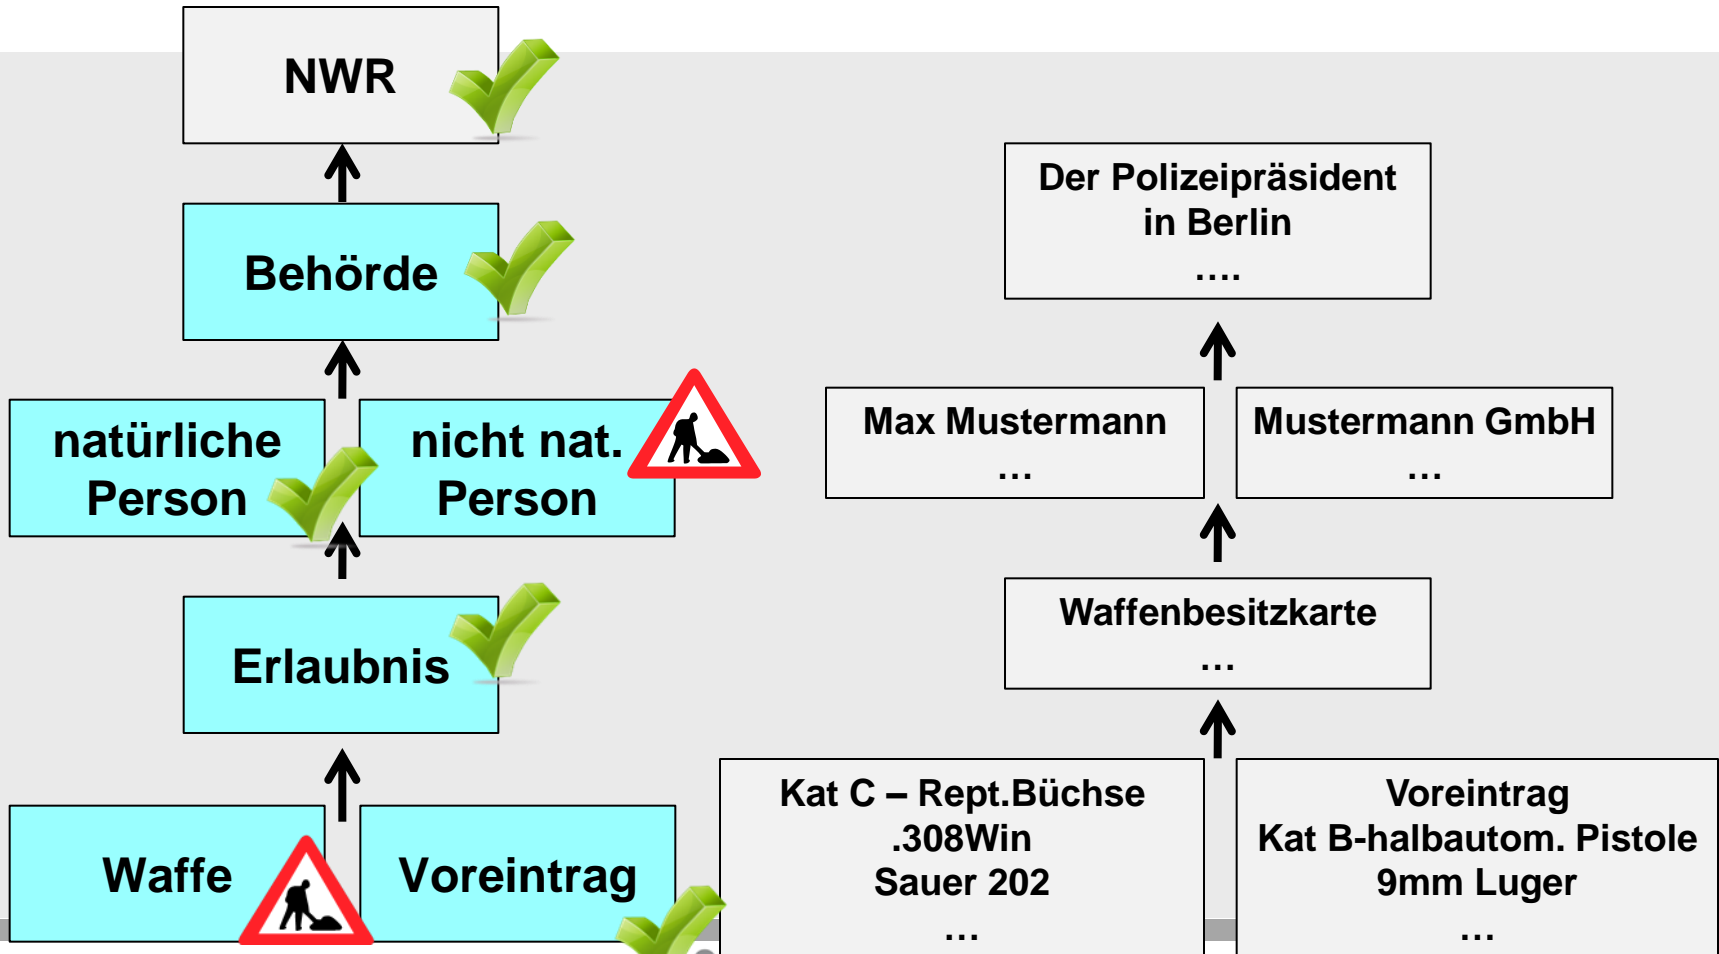 NWR
Behörde
natürliche
Person
nicht nat.
Person
Erlaubnis
Waffe
Voreintrag
Der Polizeipräsident
in Berlin
....
Max Mustermann
...
Mustermann GmbH
...
Waffenbesitzkarte
...
Kat C – Rept.Büchse
.308Win
Sauer 202
...
Voreintrag
Kat B-halbautom. Pistole
9mm Luger
...